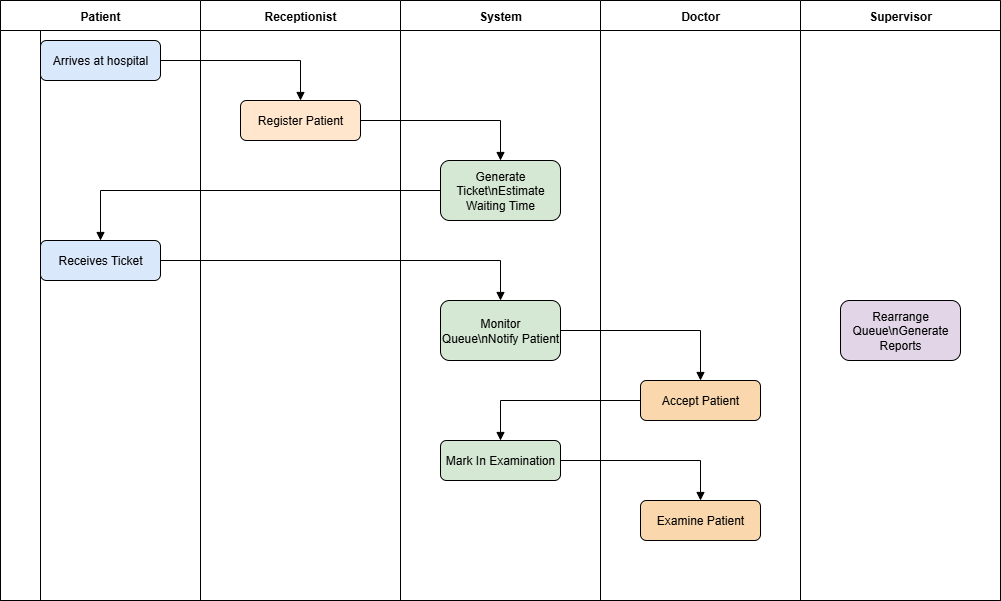 Patient
Receptionist
System
Doctor
Supervisor
Arrives at hospital
Register Patient
Generate
Ticket\nEstimate
Waiting Time
Receives Ticket
Monitor
Queue\nNotify Patient
Rearrange
Queue\nGenerate
Reports
Accept Patient
Mark In Examination
Examine Patient